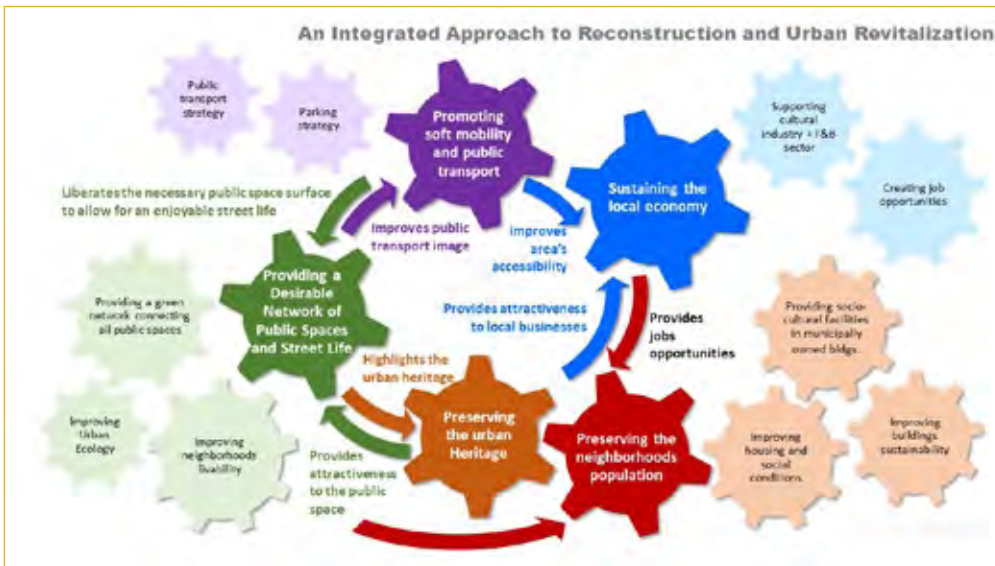 An Integrated Approach to Reconstruction and Urban Revitalization
Public
transport
strategy
Parking
strategy
Promoting
soft mobility
and public
transport
Supporting
cultural
industry + F&B
sector
Sustaining the
local economy
Creating job
opportunities
Liberates the necessary public space surface
to allow for an enjoyable street life
Improves public
transport image
Improves
area's
accessibility
Providing a
Desirable
Network of
Public Spaces
and Street Life
Providing a green
network connecting
all public spaces
Provides attractiveness
to local businesses
Provides
jobs
opportunities
Providing socio-
cultural facilities
in municipally
owned bldgs.
Highlights the
urban heritage
Improving
Urban
Ecology
Improving
neighborhoods
livability
Provides
attractiveness
to the public
space
Preserving
the urban
Heritage
Preserving the
neighborhoods
population
Improving
housing and
social
conditions
Improving
buildings
sustainability